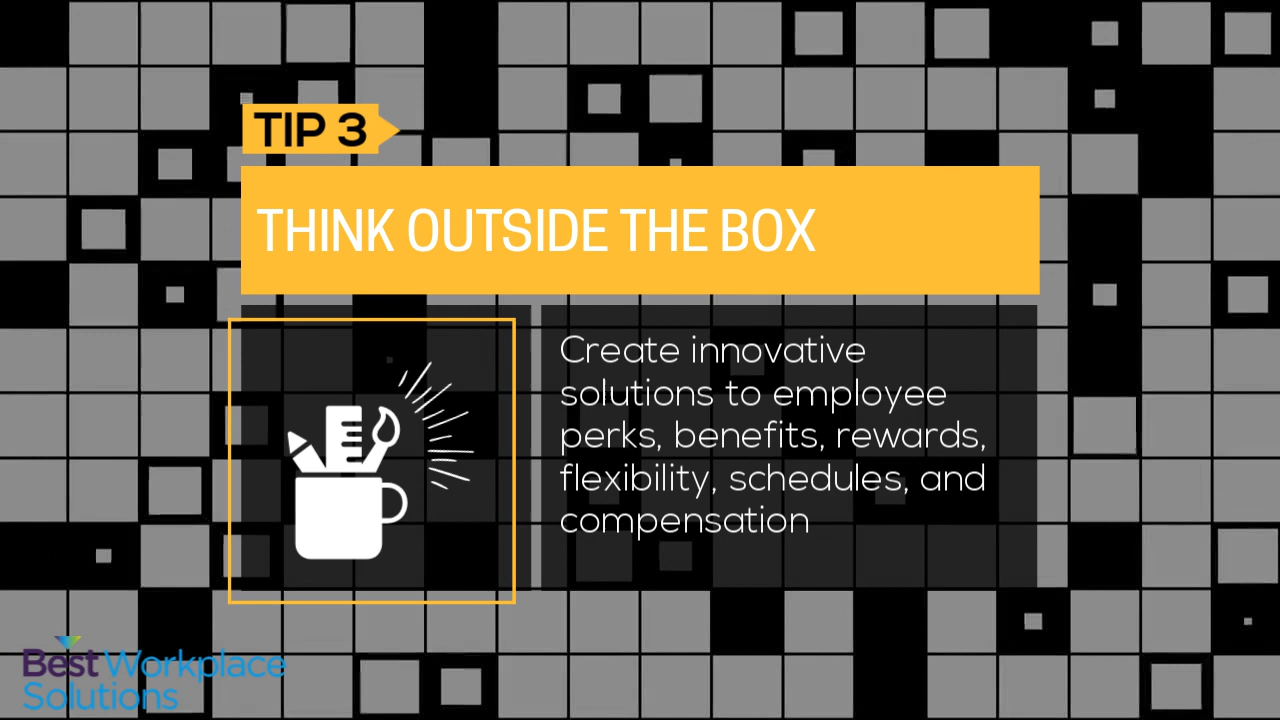 TIP 3
THINK OUTSIDE THE BOX
Create innovative
solutions to employee
perks, benefits, rewards,
flexibility, schedules, and
compensation
Best Workplace
Solutions